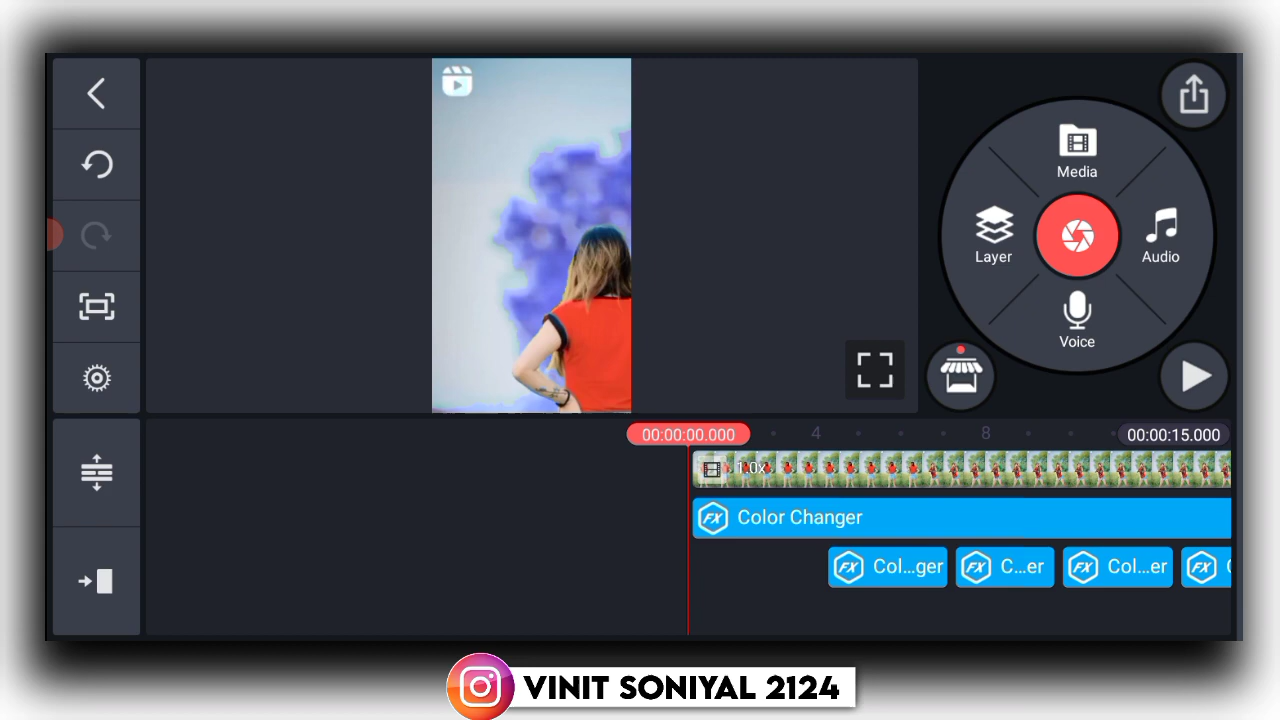 Media
Layer
Audio
Voice
00:00:00.000
4
8
00:00:15.000
1.0x
Color Changer
Col...ger
C...er
Col...er
VINIT SONIYAL 2124